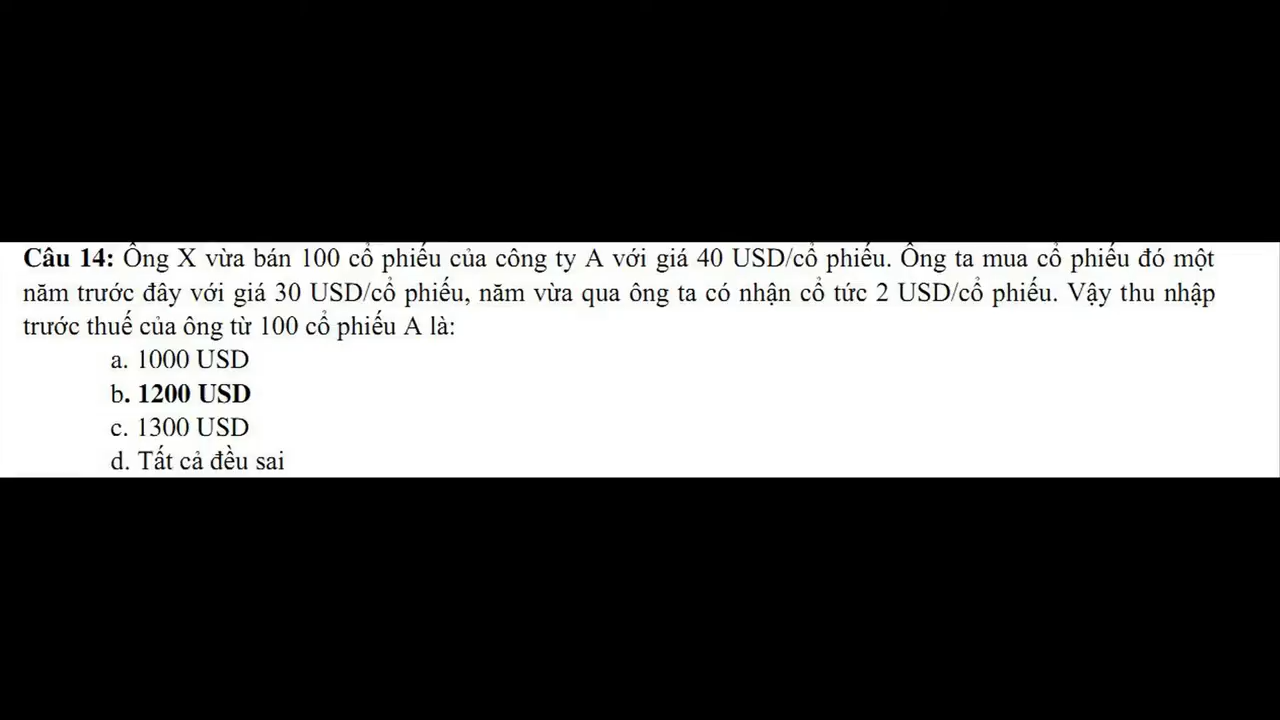 Câu 14: Ông X vừa bán 100 cổ phiếu của công ty A với giá 40 USD/cổ phiếu. Ông ta mua cổ phiếu đó một
năm trước đây với giá 30 USD/cổ phiếu, năm vừa qua ông ta có nhận cổ tức 2 USD/cổ phiếu. Vậy thu nhập
trước thuế của ông từ 100 cổ phiếu A là:
a. 1000 USD
b. 1200 USD
c. 1300 USD
d. Tất cả đều sai